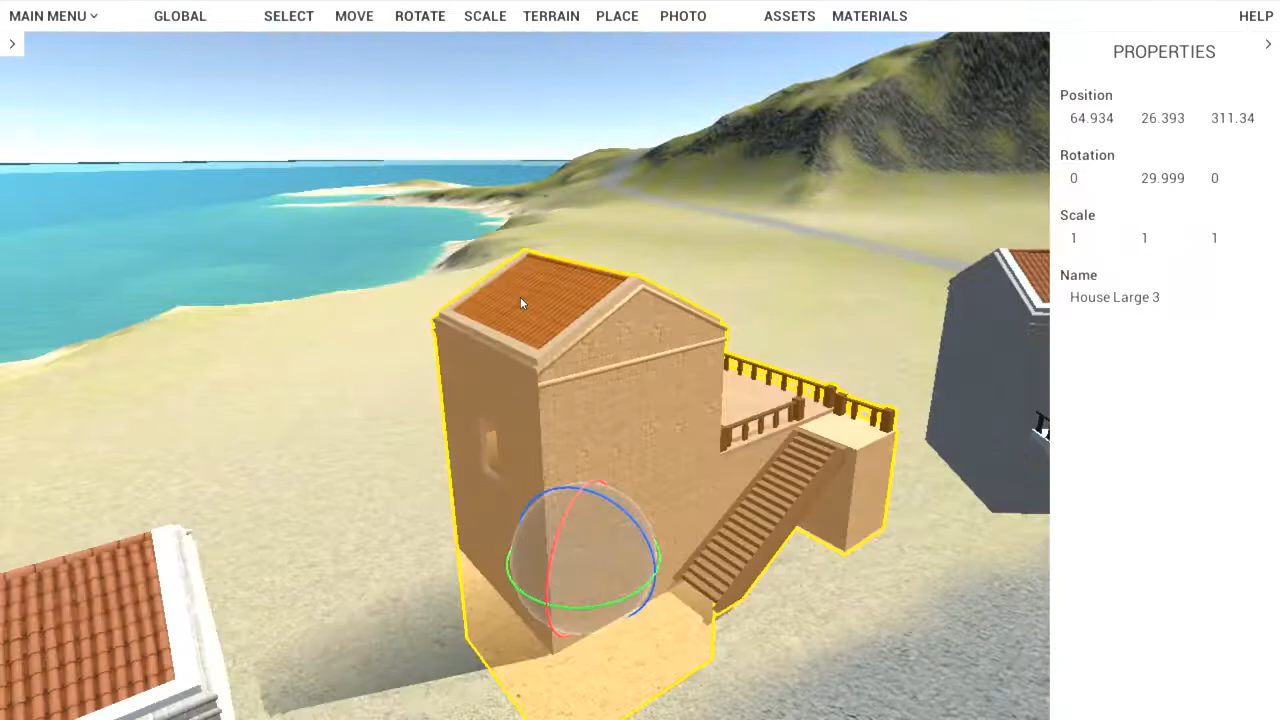 MAIN MENU GLOBAL SELECT MOVE ROTATE SCALE TERRAIN PLACE PHOTO ASSETS MATERIALS HELP
PROPERTIES
Position
64.934 26.393 311.34
Rotation
0 29.999 0
Scale
1 1 1
Name
House Large 3